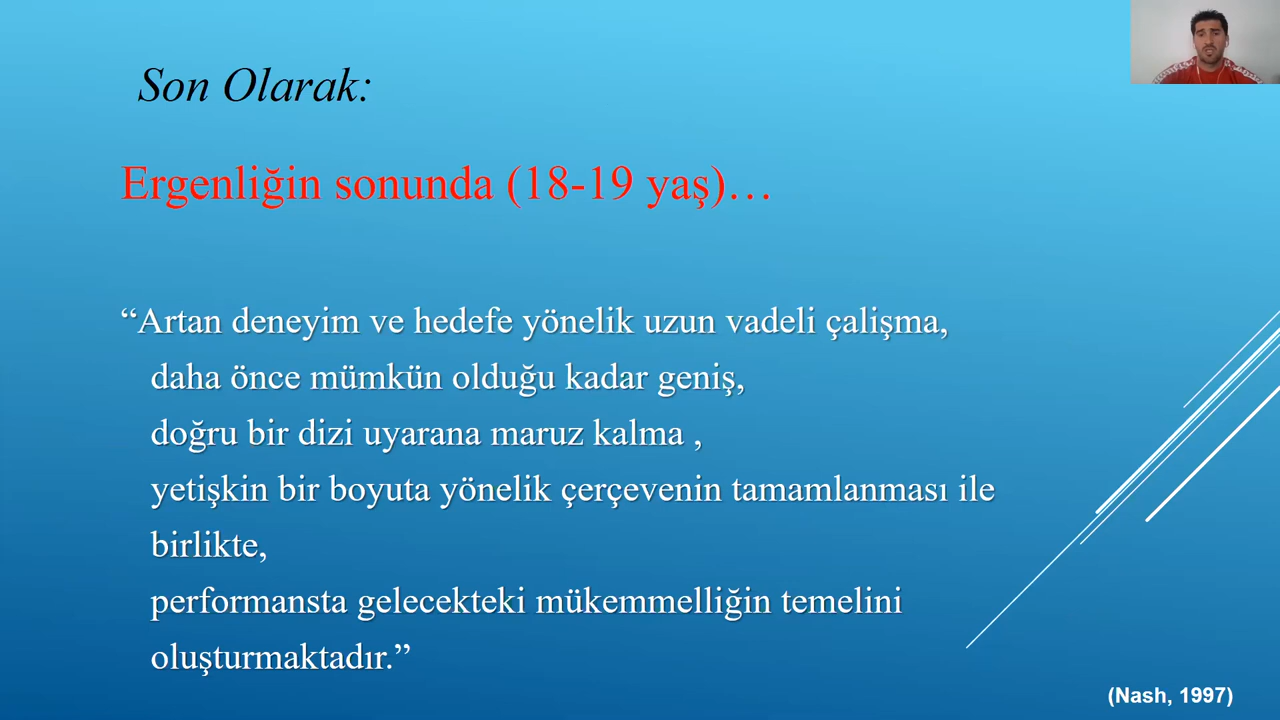 Son Olarak:
Ergenliğin sonunda (18-19 yaş)…
“Artan deneyim ve hedefe yönelik uzun vadeli çalişma,
daha önce mümkün olduğu kadar geniş,
doğru bir dizi uyarana maruz kalma ,
yetişkin bir boyuta yönelik çerçevenin tamamlanması ile
birlikte,
performansta gelecekteki mükemmelliğin temelini
oluşturmaktadır.”
(Nash, 1997)